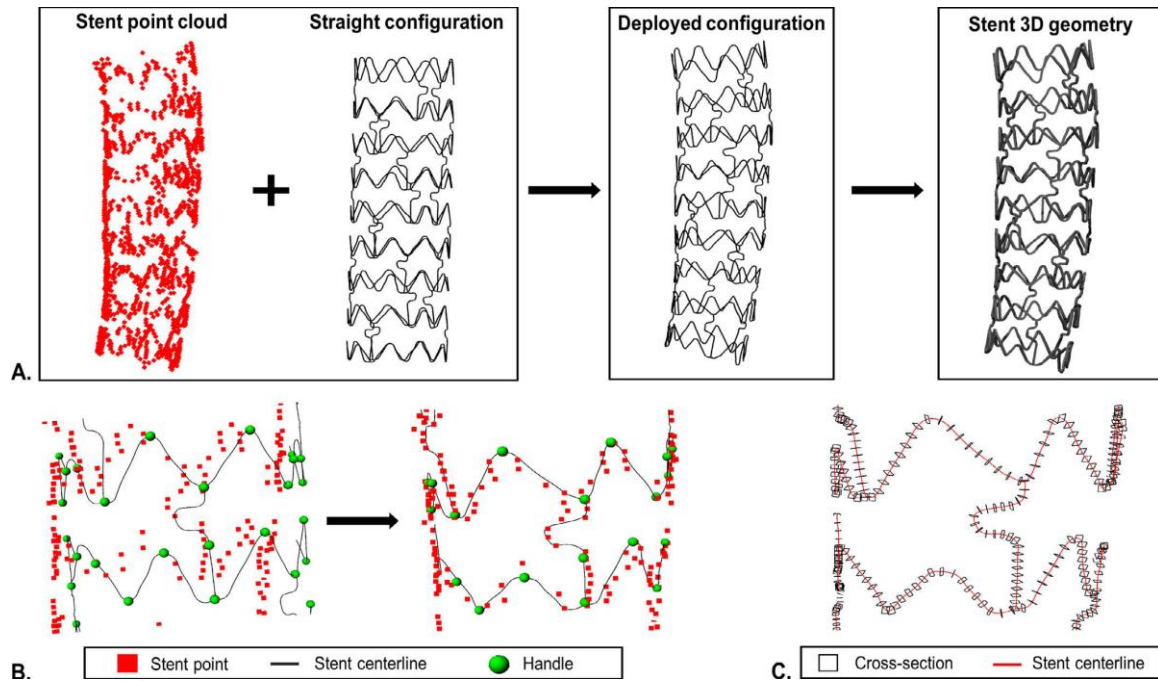 Stent point cloud
Straight configuration
Deployed configuration
Stent 3D geometry
A.
B.
Stent point
Stent centerline
Handle
C.
Cross-section
Stent centerline